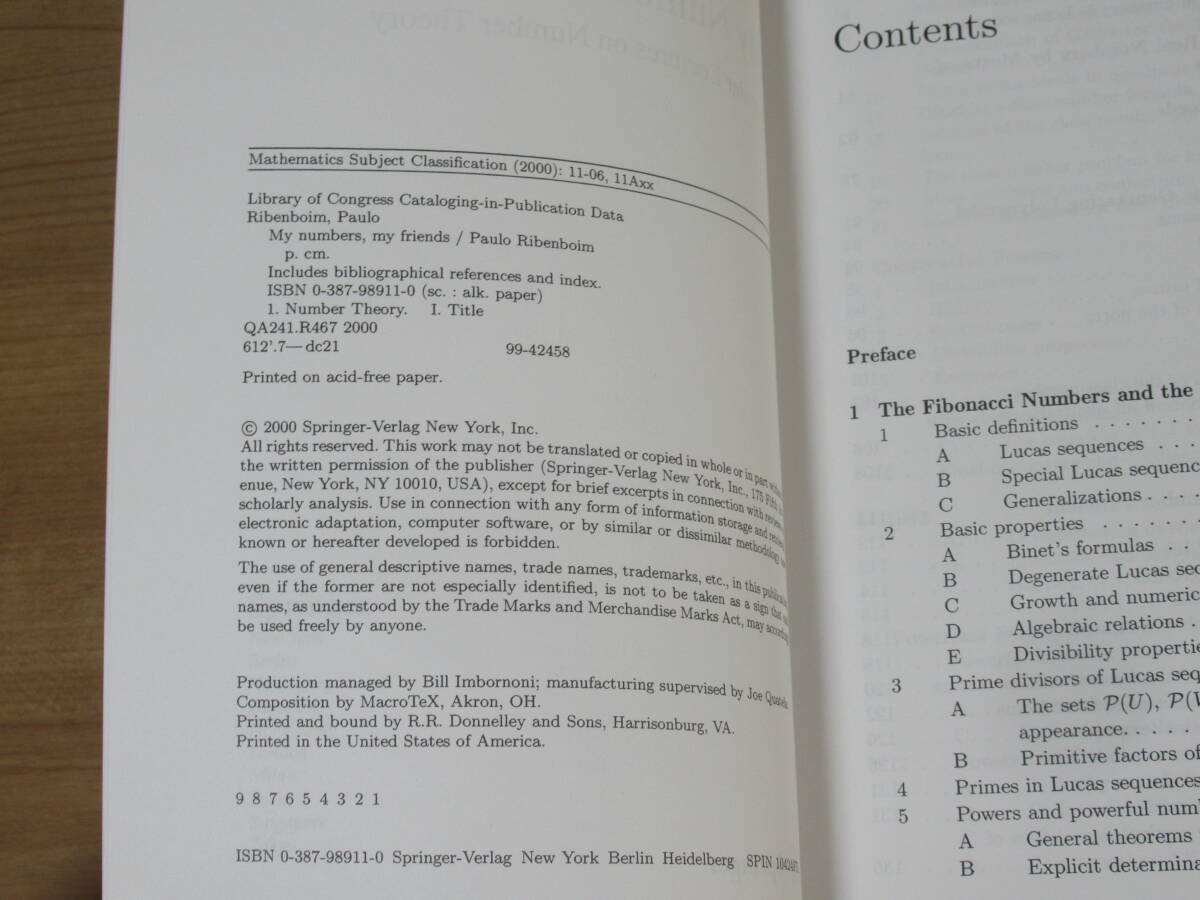 Mathematics Subject Classification (2000): 11-06, 11Axx
Library of Congress Cataloging-in-Publication Data
Ribenboim, Paulo
My numbers, my friends / Paulo Ribenboim
p. cm.
Includes bibliographical references and index.
ISBN 0-387-98911-0 (sc. : alk. paper)
1. Number Theory. I. Title
QA241.R467 2000
612'.7—dc21 99-42458
Printed on acid-free paper.
© 2000 Springer-Verlag New York, Inc.
All rights reserved. This work may not be translated or copied in whole or in part
the written permission of the publisher (Springer-Verlag New York, Inc., 175 Fifth
enue, New York, NY 10010, USA), except for brief excerpts in connection with
scholarly analysis. Use in connection with any form of information storage and
electronic adaptation, computer software, or by similar or dissimilar methodology
known or hereafter developed is forbidden.
The use of general descriptive names, trade names, trademarks, etc., in this
even if the former are not especially identified, is not to be taken as a sign that
names, as understood by the Trade Marks and Merchandise Marks Act, may
be used freely by anyone.
Production managed by Bill Imbornoni; manufacturing supervised by Joe
Composition by MacroTeX, Akron, OH.
Printed and bound by R.R. Donnelley and Sons, Harrisonburg, VA.
Printed in the United States of America.
9 8 7 6 5 4 3 2 1
ISBN 0-387-98911-0 Springer-Verlag New York Berlin Heidelberg SPIN
Contents
Preface
1 The Fibonacci Numbers and the
1 Basic definitions . . . . . . .
A Lucas sequences . . .
B Special Lucas sequenc
C Generalizations . . . .
2 Basic properties . . . . . . .
A Binet's formulas . .
B Degenerate Lucas sec
C Growth and numeric
D Algebraic relations .
E Divisibility propertie
3 Prime divisors of Lucas seq
A The sets P(U), P(V
appearance. . . . .
B Primitive factors of
4 Primes in Lucas sequences
5 Powers and powerful numb
A General theorems
B Explicit determina